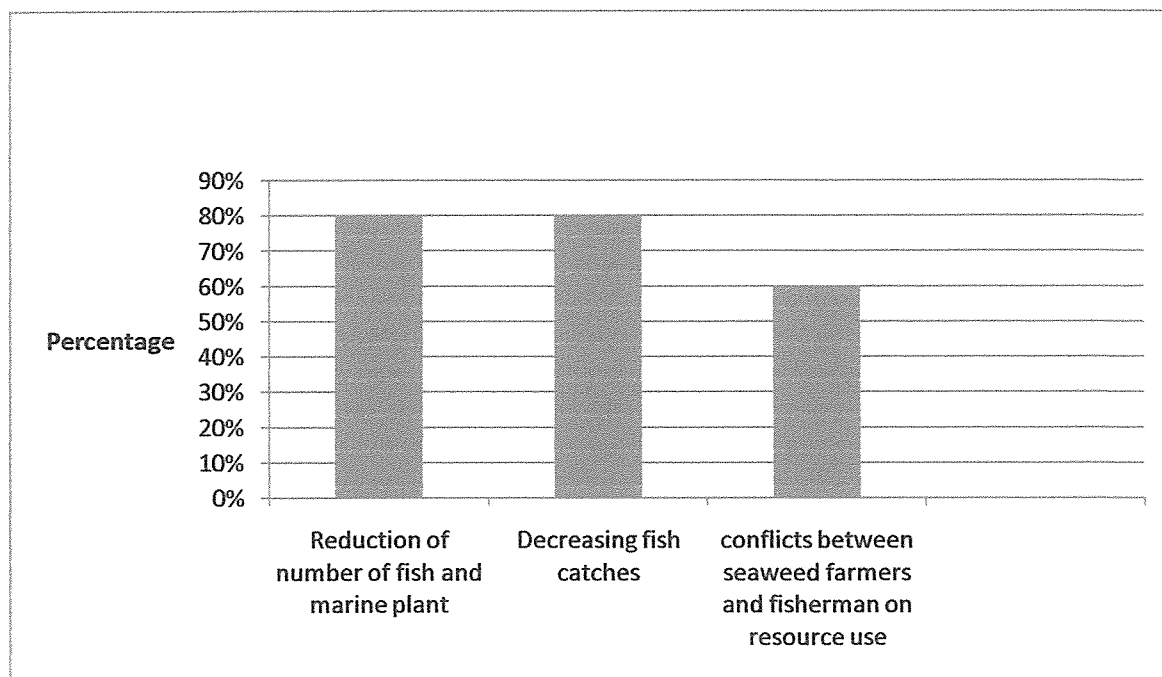 90%
80%
70%
60%
50%
40%
30%
20%
10%
0%
Percentage
Reduction of
number of fish and
marine plant
Decreasing fish
catches
conflicts between
seaweed farmers
and fisherman on
resource use